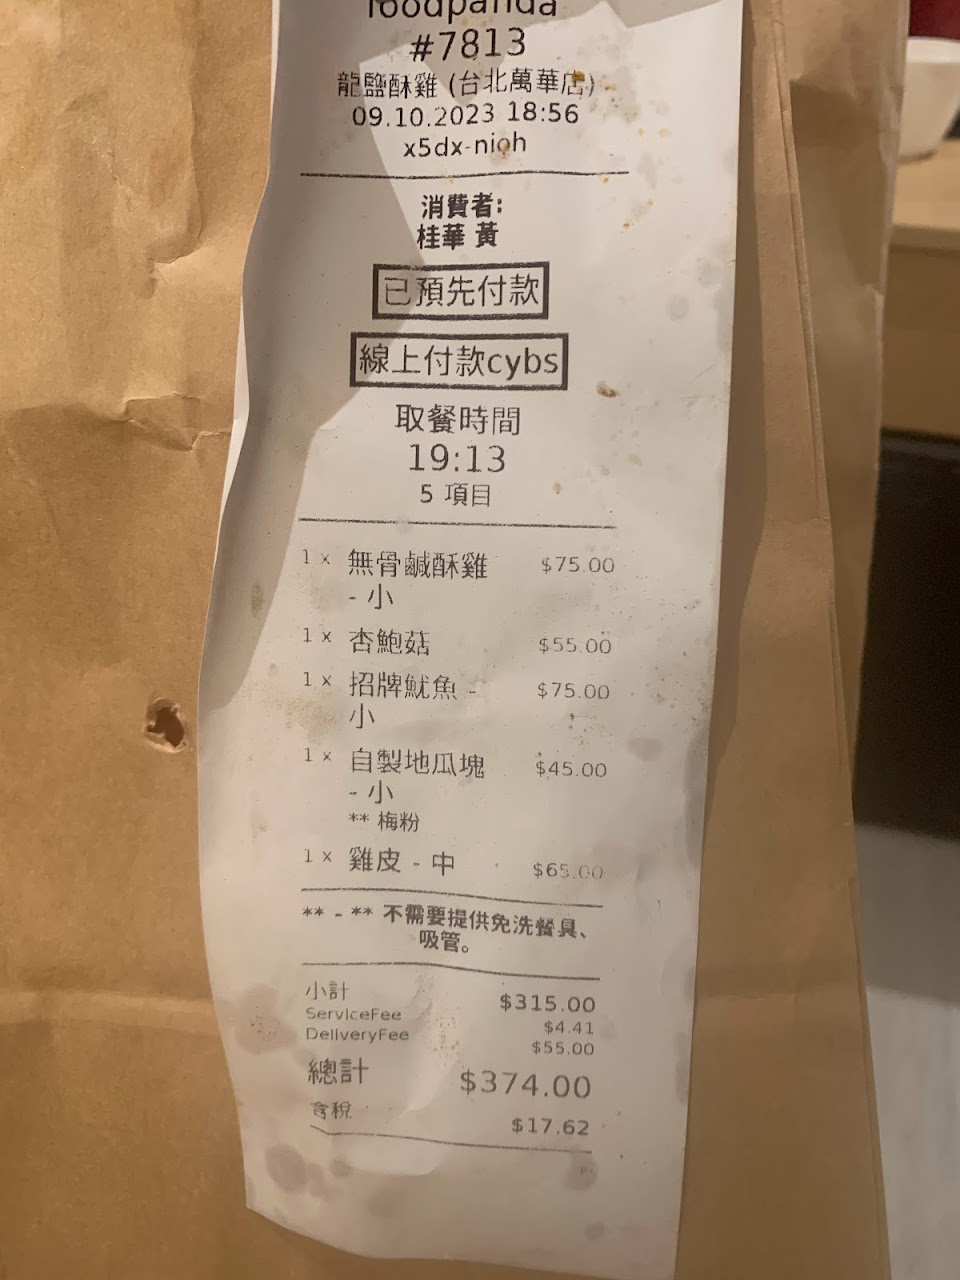 foodpanda
#7813
龍鹽酥雞 (台北萬華店)
09.10.2023 18:56
x5dx-nioh
消費者:
桂華 黃
已預先付款
線上付款cybs
取餐時間
19:13
5 項目
1 x 無骨鹹酥雞 $75.00
- 小
1 x 杏鮑菇 $55.00
1 x 招牌魷魚 - $75.00
小
1 x 自製地瓜塊 $45.00
- 小
** 梅粉
1 x 雞皮 - 中 $65.00
** - ** 不需要提供免洗餐具、
吸管。
小計 $315.00
ServiceFee $4.41
DeliveryFee $55.00
總計 $374.00
含稅 $17.62